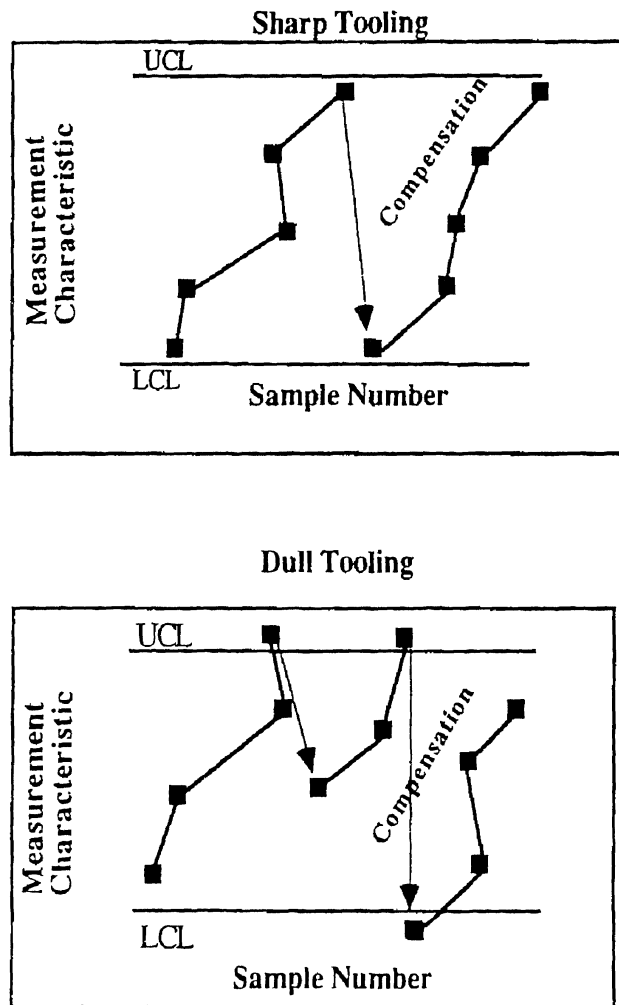 Sharp Tooling
UCL
Measurement
Characteristic
Compensation
LCL
Sample Number
Dull Tooling
UCL
Measurement
Characteristic
Compensation
LCL
Sample Number